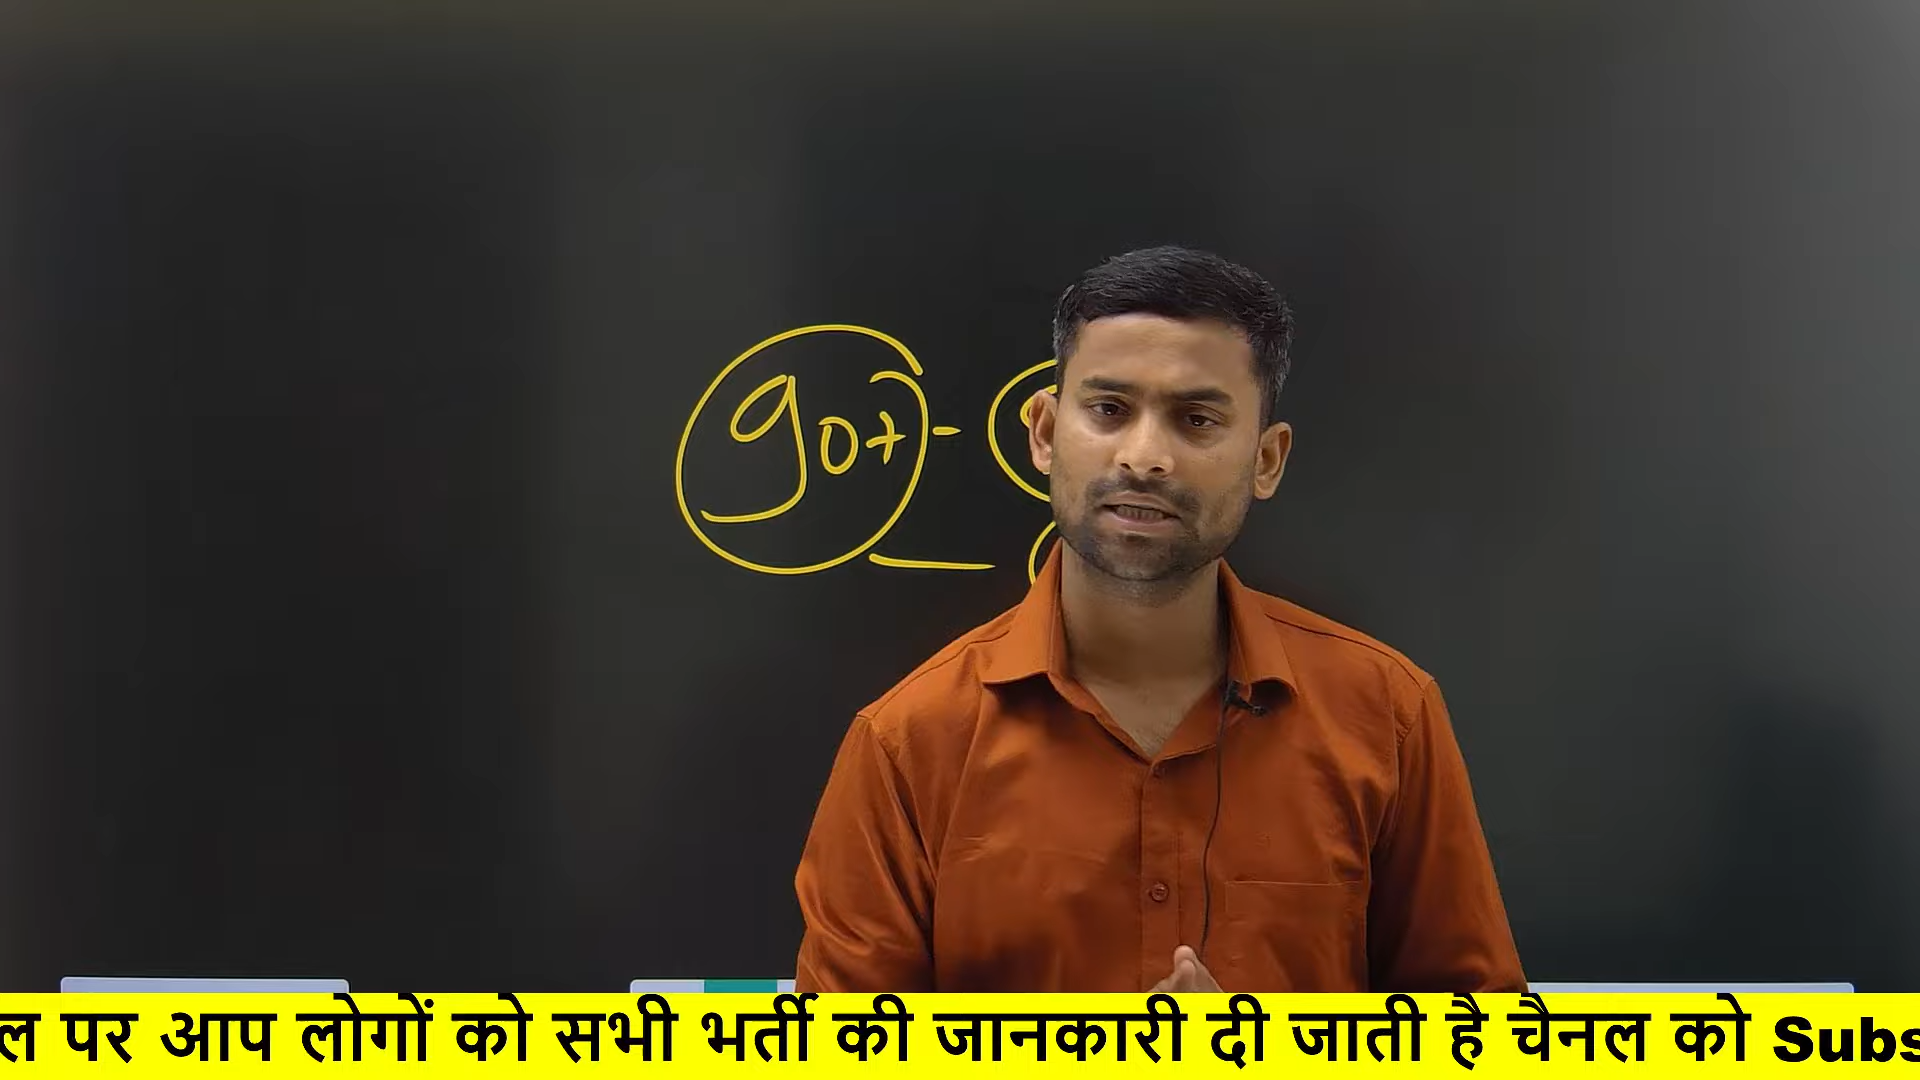 90+ -
पर आप लोगों को सभी भर्ती की जानकारी दी जाती है चैनल को Subs